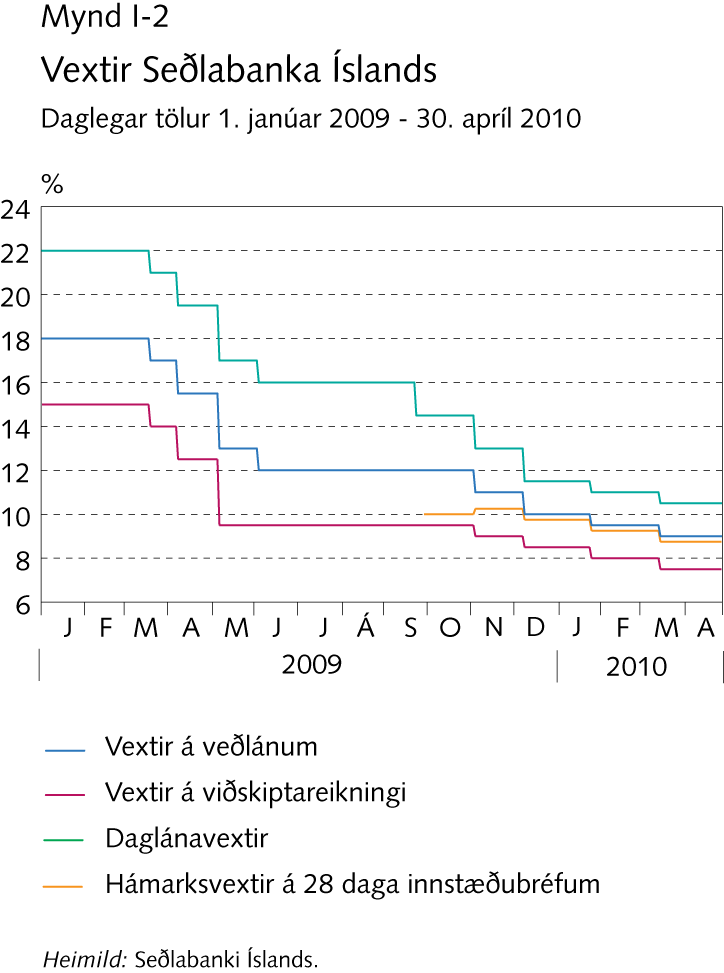 Mynd I-2
Vextir Seðlabanka Íslands
Daglegar tölur 1. janúar 2009 - 30. apríl 2010
%
24
22
20
18
16
14
12
10
8
6
J F M A M J J Á S O N D J F M A
2009 2010
Vextir á veðlánum
Vextir á viðskiptareikningi
Daglánavextir
Hámarksvextir á 28 daga innstæðubréfum
Heimild: Seðlabanki Íslands.